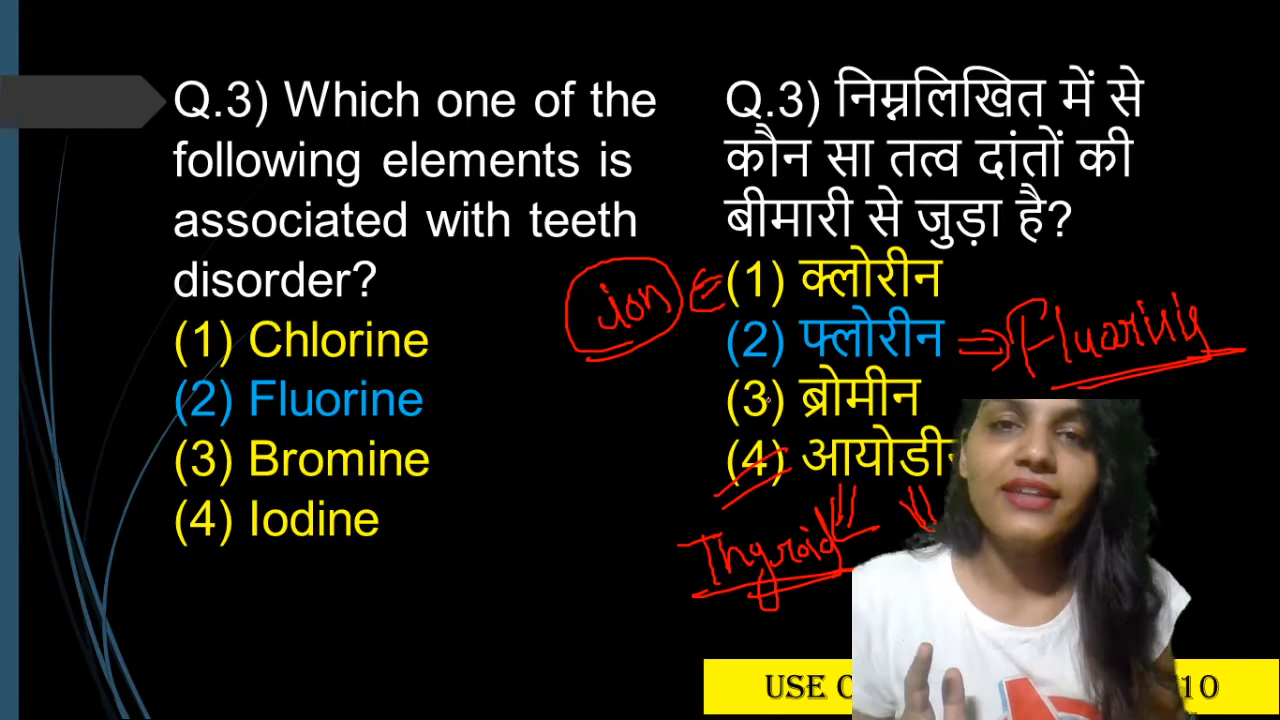 Q.3) Which one of the
following elements is
associated with teeth
disorder?
(1) Chlorine
(2) Fluorine
(3) Bromine
(4) Iodine
Q.3) निम्नलिखित में से
कौन सा तत्व दांतों की
बीमारी से जुड़ा है?
(1) क्लोरीन
(2) फ्लोरीन
(3) ब्रोमीन
(4) आयोडीन
ion
Thyroid
USE
10